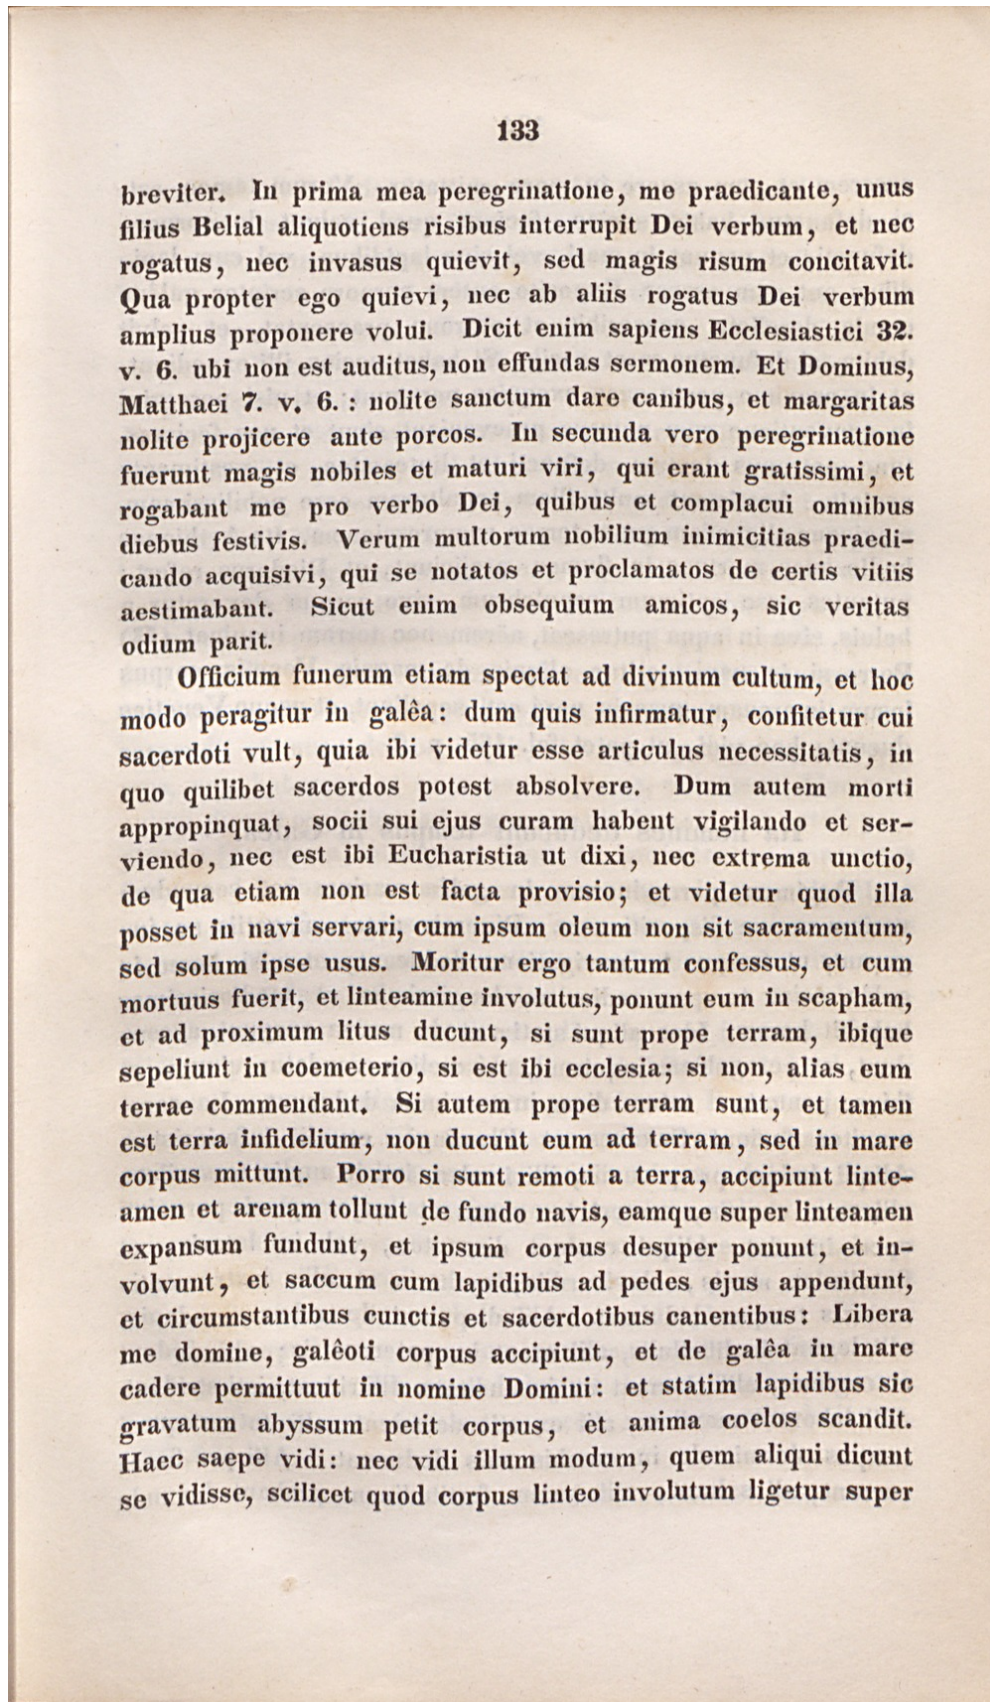 133
breviter. In prima mea peregrinatione, me praedicante, unus
filius Belial aliquotiens risibus interrupit Dei verbum, et nec
rogatus, nec invasus quievit, sed magis risum concitavit.
Qua propter ego quievi, nec ab aliis rogatus Dei verbum
amplius proponere volui. Dicit enim sapiens Ecclesiastici 32.
v. 6. ubi non est auditus, non effundas sermonem. Et Dominus,
Matthaei 7. v. 6. : nolite sanctum dare canibus, et margaritas
nolite projicere ante porcos. In secunda vero peregrinatione
fuerunt magis nobiles et maturi viri, qui erant gratissimi, et
rogabant me pro verbo Dei, quibus et complacui omnibus
diebus festivis. Verum multorum nobilium inimicitias praedi-
cando acquisivi, qui se notatos et proclamatos de certis vitiis
aestimabant. Sicut enim obsequium amicos, sic veritas
odium parit.
Officium funerum etiam spectat ad divinum cultum, et hoc
modo peragitur in galêa: dum quis infirmatur, confitetur cui
sacerdoti vult, quia ibi videtur esse articulus necessitatis, in
quo quilibet sacerdos potest absolvere. Dum autem morti
appropinquat, socii sui ejus curam habent vigilando et ser-
viendo, nec est ibi Eucharistia ut dixi, nec extrema unctio,
de qua etiam non est facta provisio; et videtur quod illa
posset in navi servari, cum ipsum oleum non sit sacramentum,
sed solum ipse usus. Moritur ergo tantum confessus, et cum
mortuus fuerit, et linteamine involutus, ponunt eum in scapham,
et ad proximum litus ducunt, si sunt prope terram, ibique
sepeliunt in coemeterio, si est ibi ecclesia; si non, alias eum
terrae commendant. Si autem prope terram sunt, et tamen
est terra infidelium, non ducunt eum ad terram, sed in mare
corpus mittunt. Porro si sunt remoti a terra, accipiunt linte-
amen et arenam tollunt de fundo navis, eamque super linteamen
expansum fundunt, et ipsum corpus desuper ponunt, et in-
volvunt, et saccum cum lapidibus ad pedes ejus appendunt,
et circumstantibus cunctis et sacerdotibus canentibus: Libera
me domine, galêoti corpus accipiunt, et de galêa in mare
cadere permittuut in nomine Domini: et statim lapidibus sic
gravatum abyssum petit corpus, et anima coelos scandit.
Haec saepe vidi: nec vidi illum modum, quem aliqui dicunt
se vidisse, scilicet quod corpus linteo involutum ligetur super